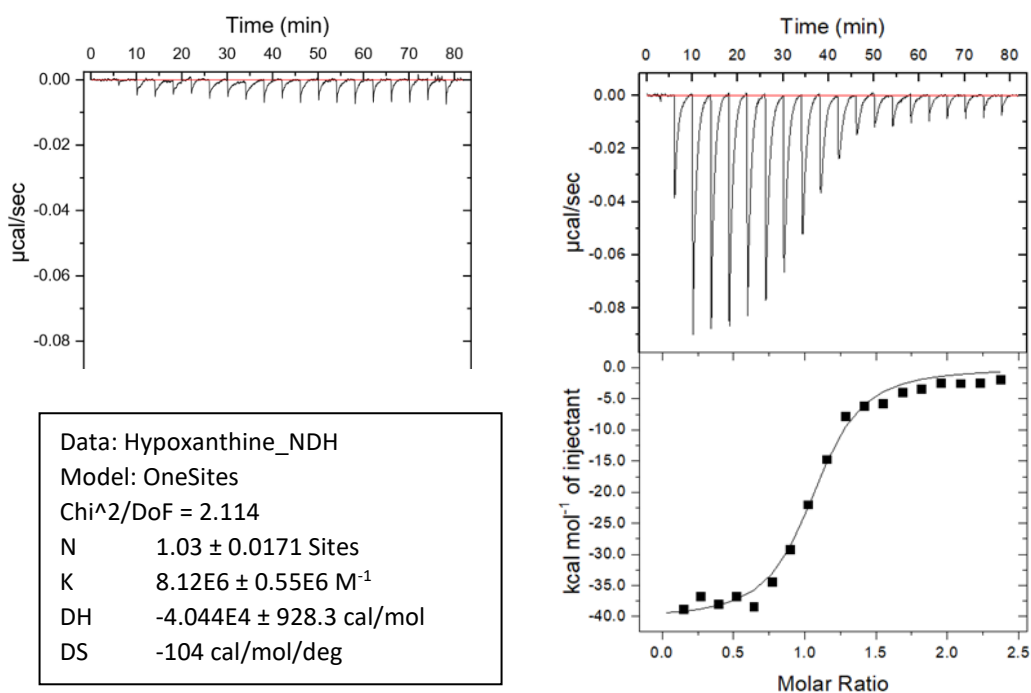 Time (min)
0 10 20 30 40 50 60 70 80
0.00
-0.02
-0.04
-0.06
-0.08
µcal/sec
Time (min)
0 10 20 30 40 50 60 70 80
0.00
-0.02
-0.04
-0.06
-0.08
µcal/sec
0.0
-5.0
-10.0
-15.0
-20.0
-25.0
-30.0
-35.0
-40.0
kcal mol⁻¹ of injectant
0.0 0.5 1.0 1.5 2.0 2.5
Molar Ratio
Data: Hypoxanthine_NDH
Model: OneSites
Chi^2/DoF = 2.114
N 1.03 ± 0.0171 Sites
K 8.12E6 ± 0.55E6 M⁻¹
DH -4.044E4 ± 928.3 cal/mol
DS -104 cal/mol/deg